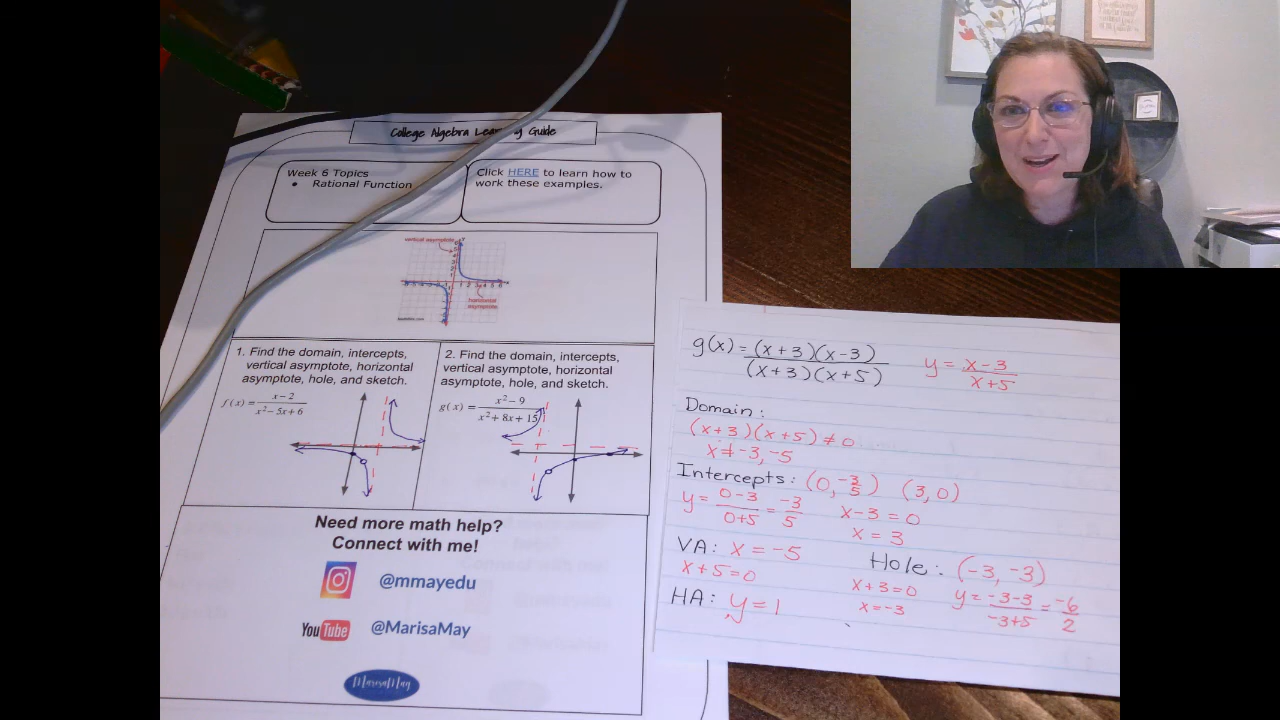 College Algebra Learning Guide
Week 6 Topics
• Rational Function
Click HERE to learn how to
work these examples.
vertical asymptote
horizontal
asymptote
1. Find the domain, intercepts,
vertical asymptote, horizontal
asymptote, hole, and sketch.
f(x) = x-2 / x²-5x+6
2. Find the domain, intercepts,
vertical asymptote, horizontal
asymptote, hole, and sketch.
g(x) = x²-9 / x²+8x+15
Need more math help?
Connect with me!
@mmayedu
YouTube @MarisaMay
MarisaMay
g(x) = (x+3)(x-3) / (x+3)(x+5) y = x-3 / x+5
Domain:
(x+3)(x+5) ≠ 0
x ≠ -3, -5
Intercepts: (0, -3/5) (3, 0)
y = 0-3 / 0+5 = -3 / 5 x-3 = 0
x = 3
VA: x = -5
x+5 = 0
HA: y = 1
Hole: (-3, -3)
x+3=0 y = -3-3 / -3+5 = -6 / 2
x = -3